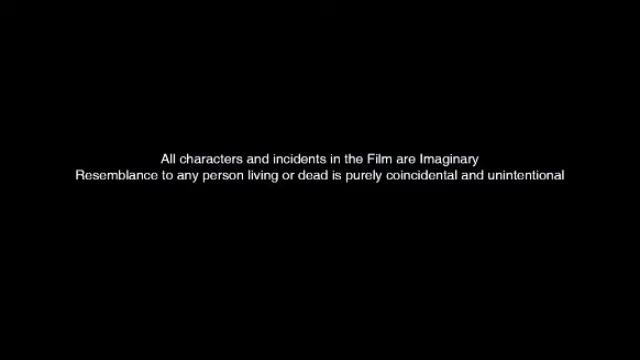 All characters and incidents in the Film are Imaginary
Resemblance to any person living or dead is purely coincidental and unintentional